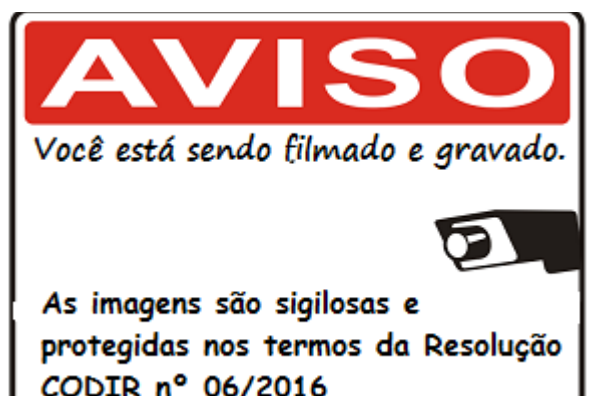 AVISO
Você está sendo filmado e gravado.
As imagens são sigilosas e
protegidas nos termos da Resolução
CODIR nº 06/2016